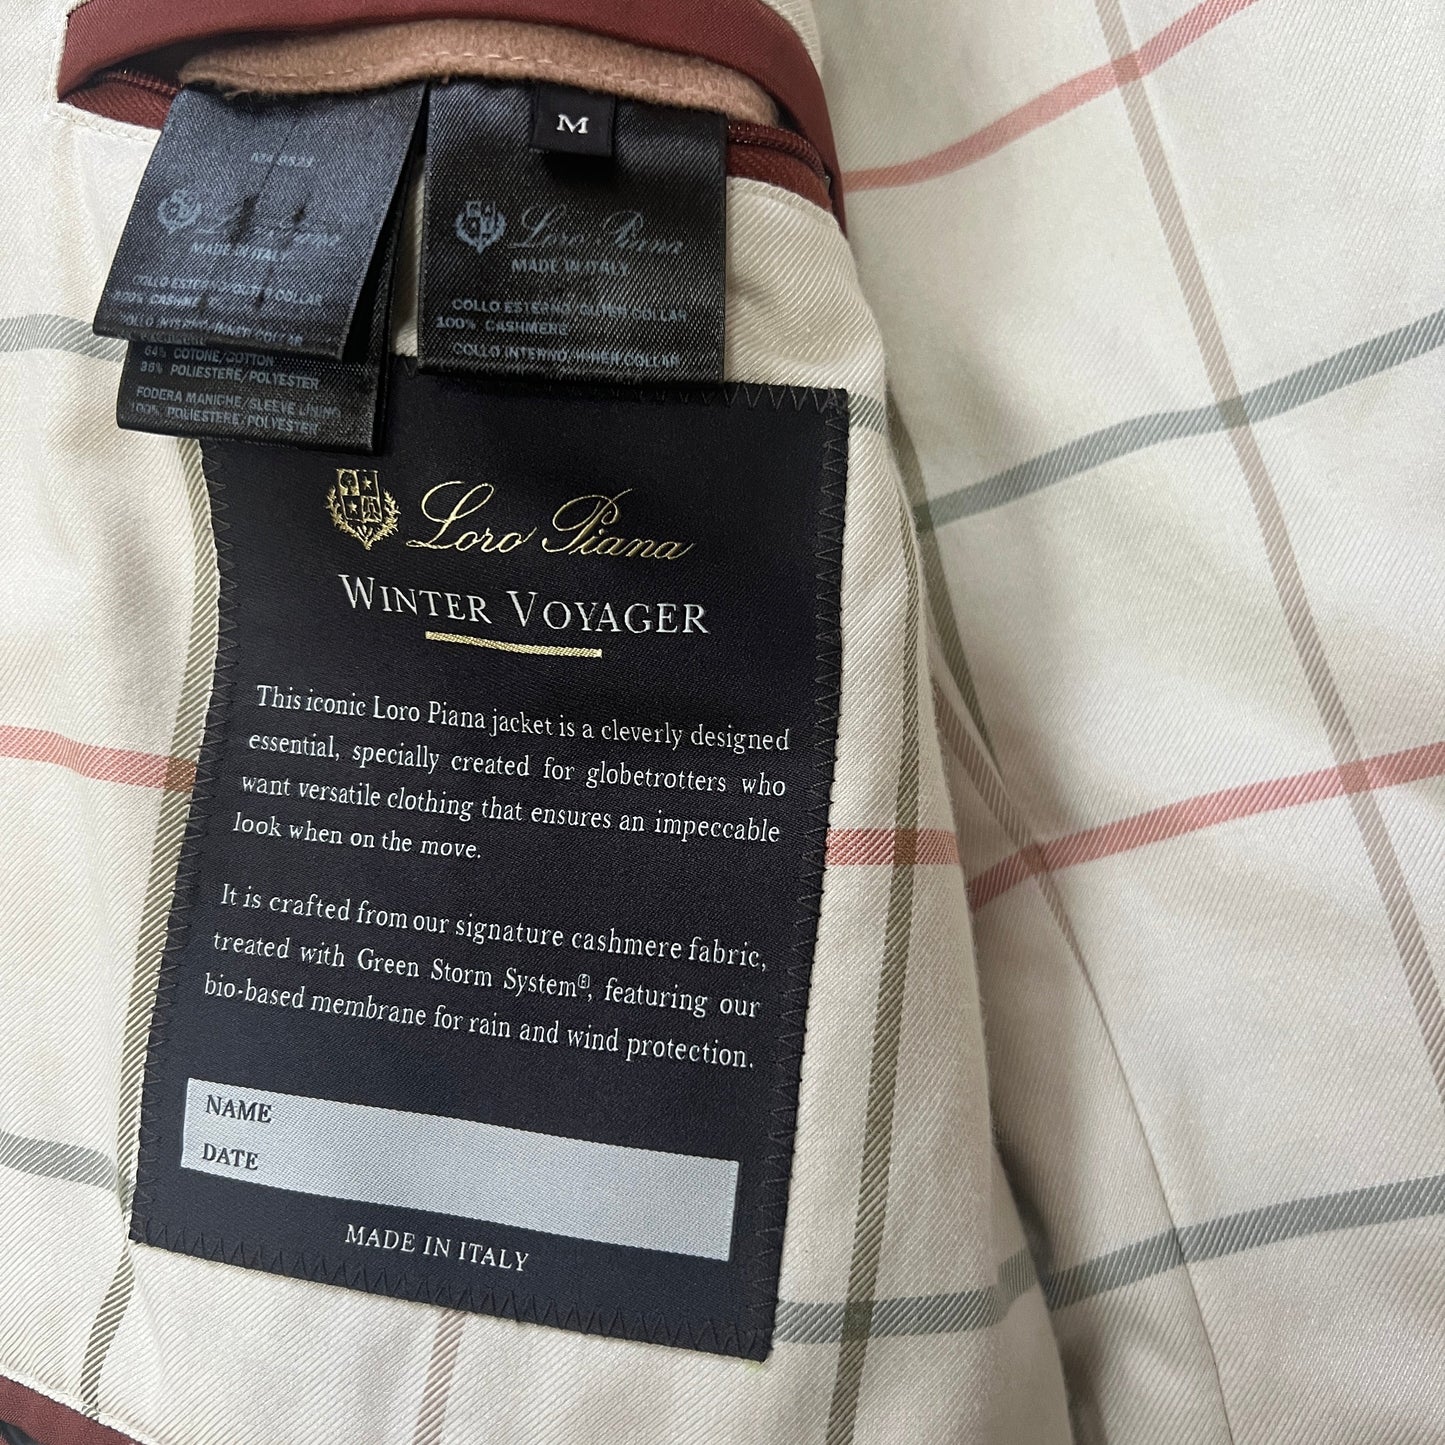 M
Loro Piana
MADE IN ITALY
COLLO ESTERNO/OUTER COLLAR
100% CASHMERE
COLLO INTERNO/INNER COLLAR
MADE IN ITALY
COLLO ESTERNO/OUTER COLLAR
100% CASHMERE
COLLO INTERNO/INNER COLLAR
64% COTONE/COTTON
36% POLIESTERE/POLYESTER
FODERA MANICHE/SLEEVE LINING
100% POLIESTERE/POLYESTER
Loro Piana
WINTER VOYAGER
This iconic Loro Piana jacket is a cleverly designed
essential, specially created for globetrotters who
want versatile clothing that ensures an impeccable
look when on the move.
It is crafted from our signature cashmere fabric,
treated with Green Storm System®, featuring our
bio-based membrane for rain and wind protection.
NAME
DATE
MADE IN ITALY